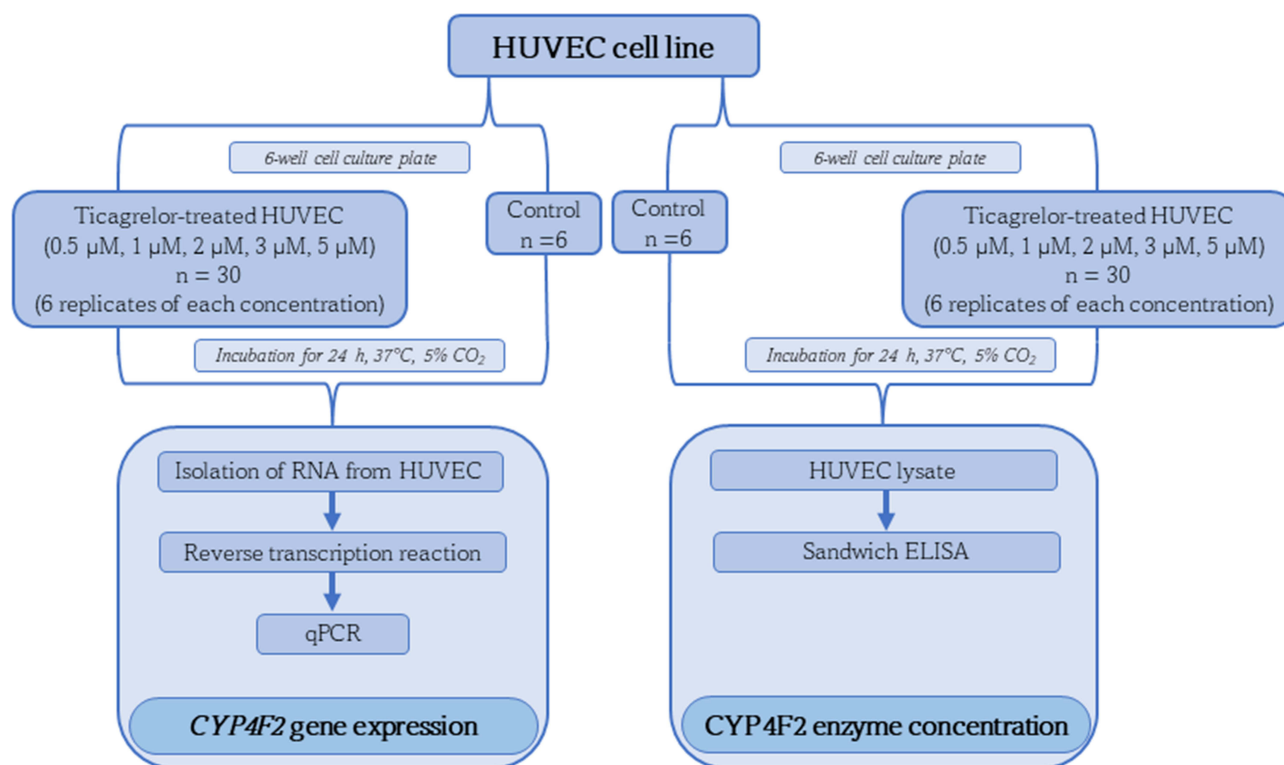 HUVEC cell line
6-well cell culture plate
6-well cell culture plate
Ticagrelor-treated HUVEC
(0.5 µM, 1 µM, 2 µM, 3 µM, 5 µM)
n = 30
(6 replicates of each concentration)
Control
n =6
Control
n =6
Ticagrelor-treated HUVEC
(0.5 µM, 1 µM, 2 µM, 3 µM, 5 µM)
n = 30
(6 replicates of each concentration)
Incubation for 24 h, 37°C, 5% CO₂
Incubation for 24 h, 37°C, 5% CO₂
Isolation of RNA from HUVEC
Reverse transcription reaction
qPCR
CYP4F2 gene expression
HUVEC lysate
Sandwich ELISA
CYP4F2 enzyme concentration